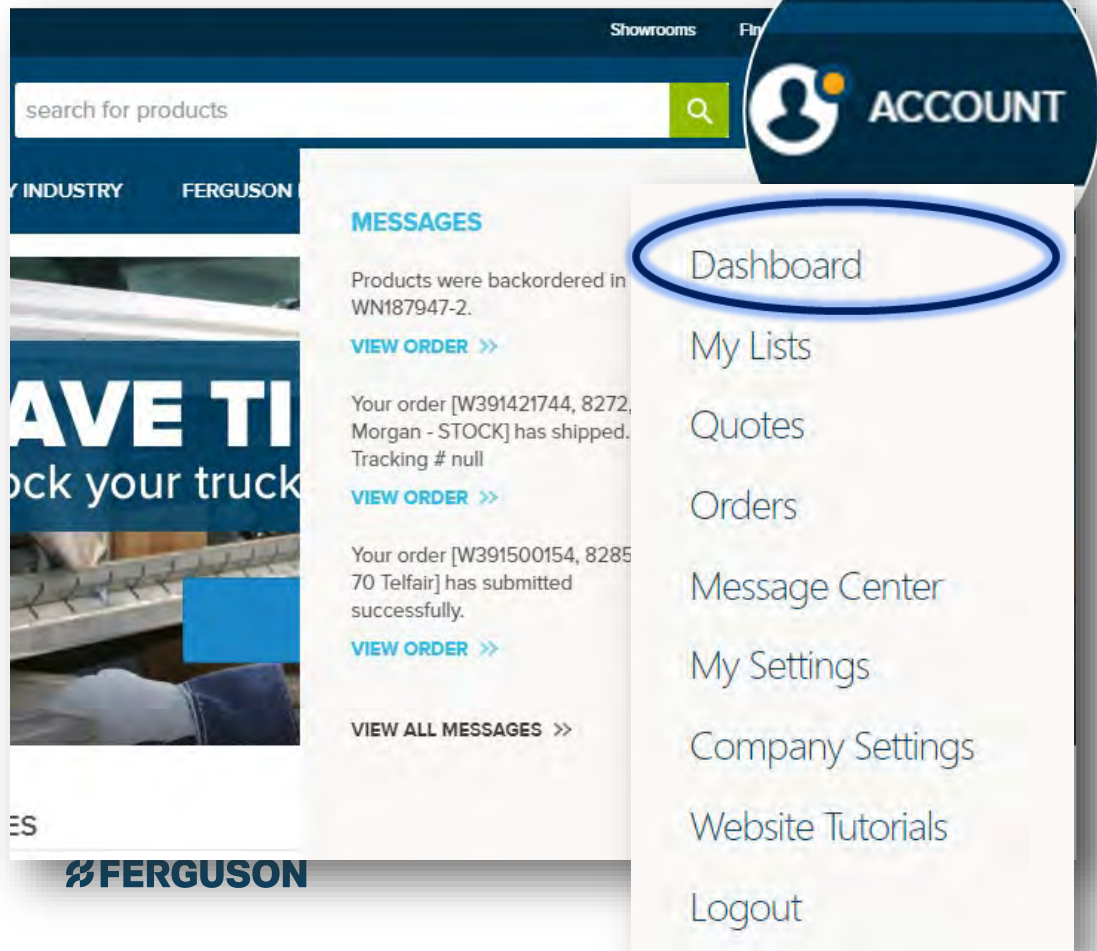 Showrooms
search for products
ACCOUNT
INDUSTRY
FERGUSON
MESSAGES
Products were backordered in
WN187947-2.
VIEW ORDER >>
Your order [W391421744, 8272,
Morgan - STOCK] has shipped.
Tracking # null
VIEW ORDER >>
Your order [W391500154, 8285
70 Telfair] has submitted
successfully.
VIEW ORDER >>
VIEW ALL MESSAGES >>
Dashboard
My Lists
Quotes
Orders
Message Center
My Settings
Company Settings
Website Tutorials
Logout
AVE TI
ock your truck
ES
FERGUSON